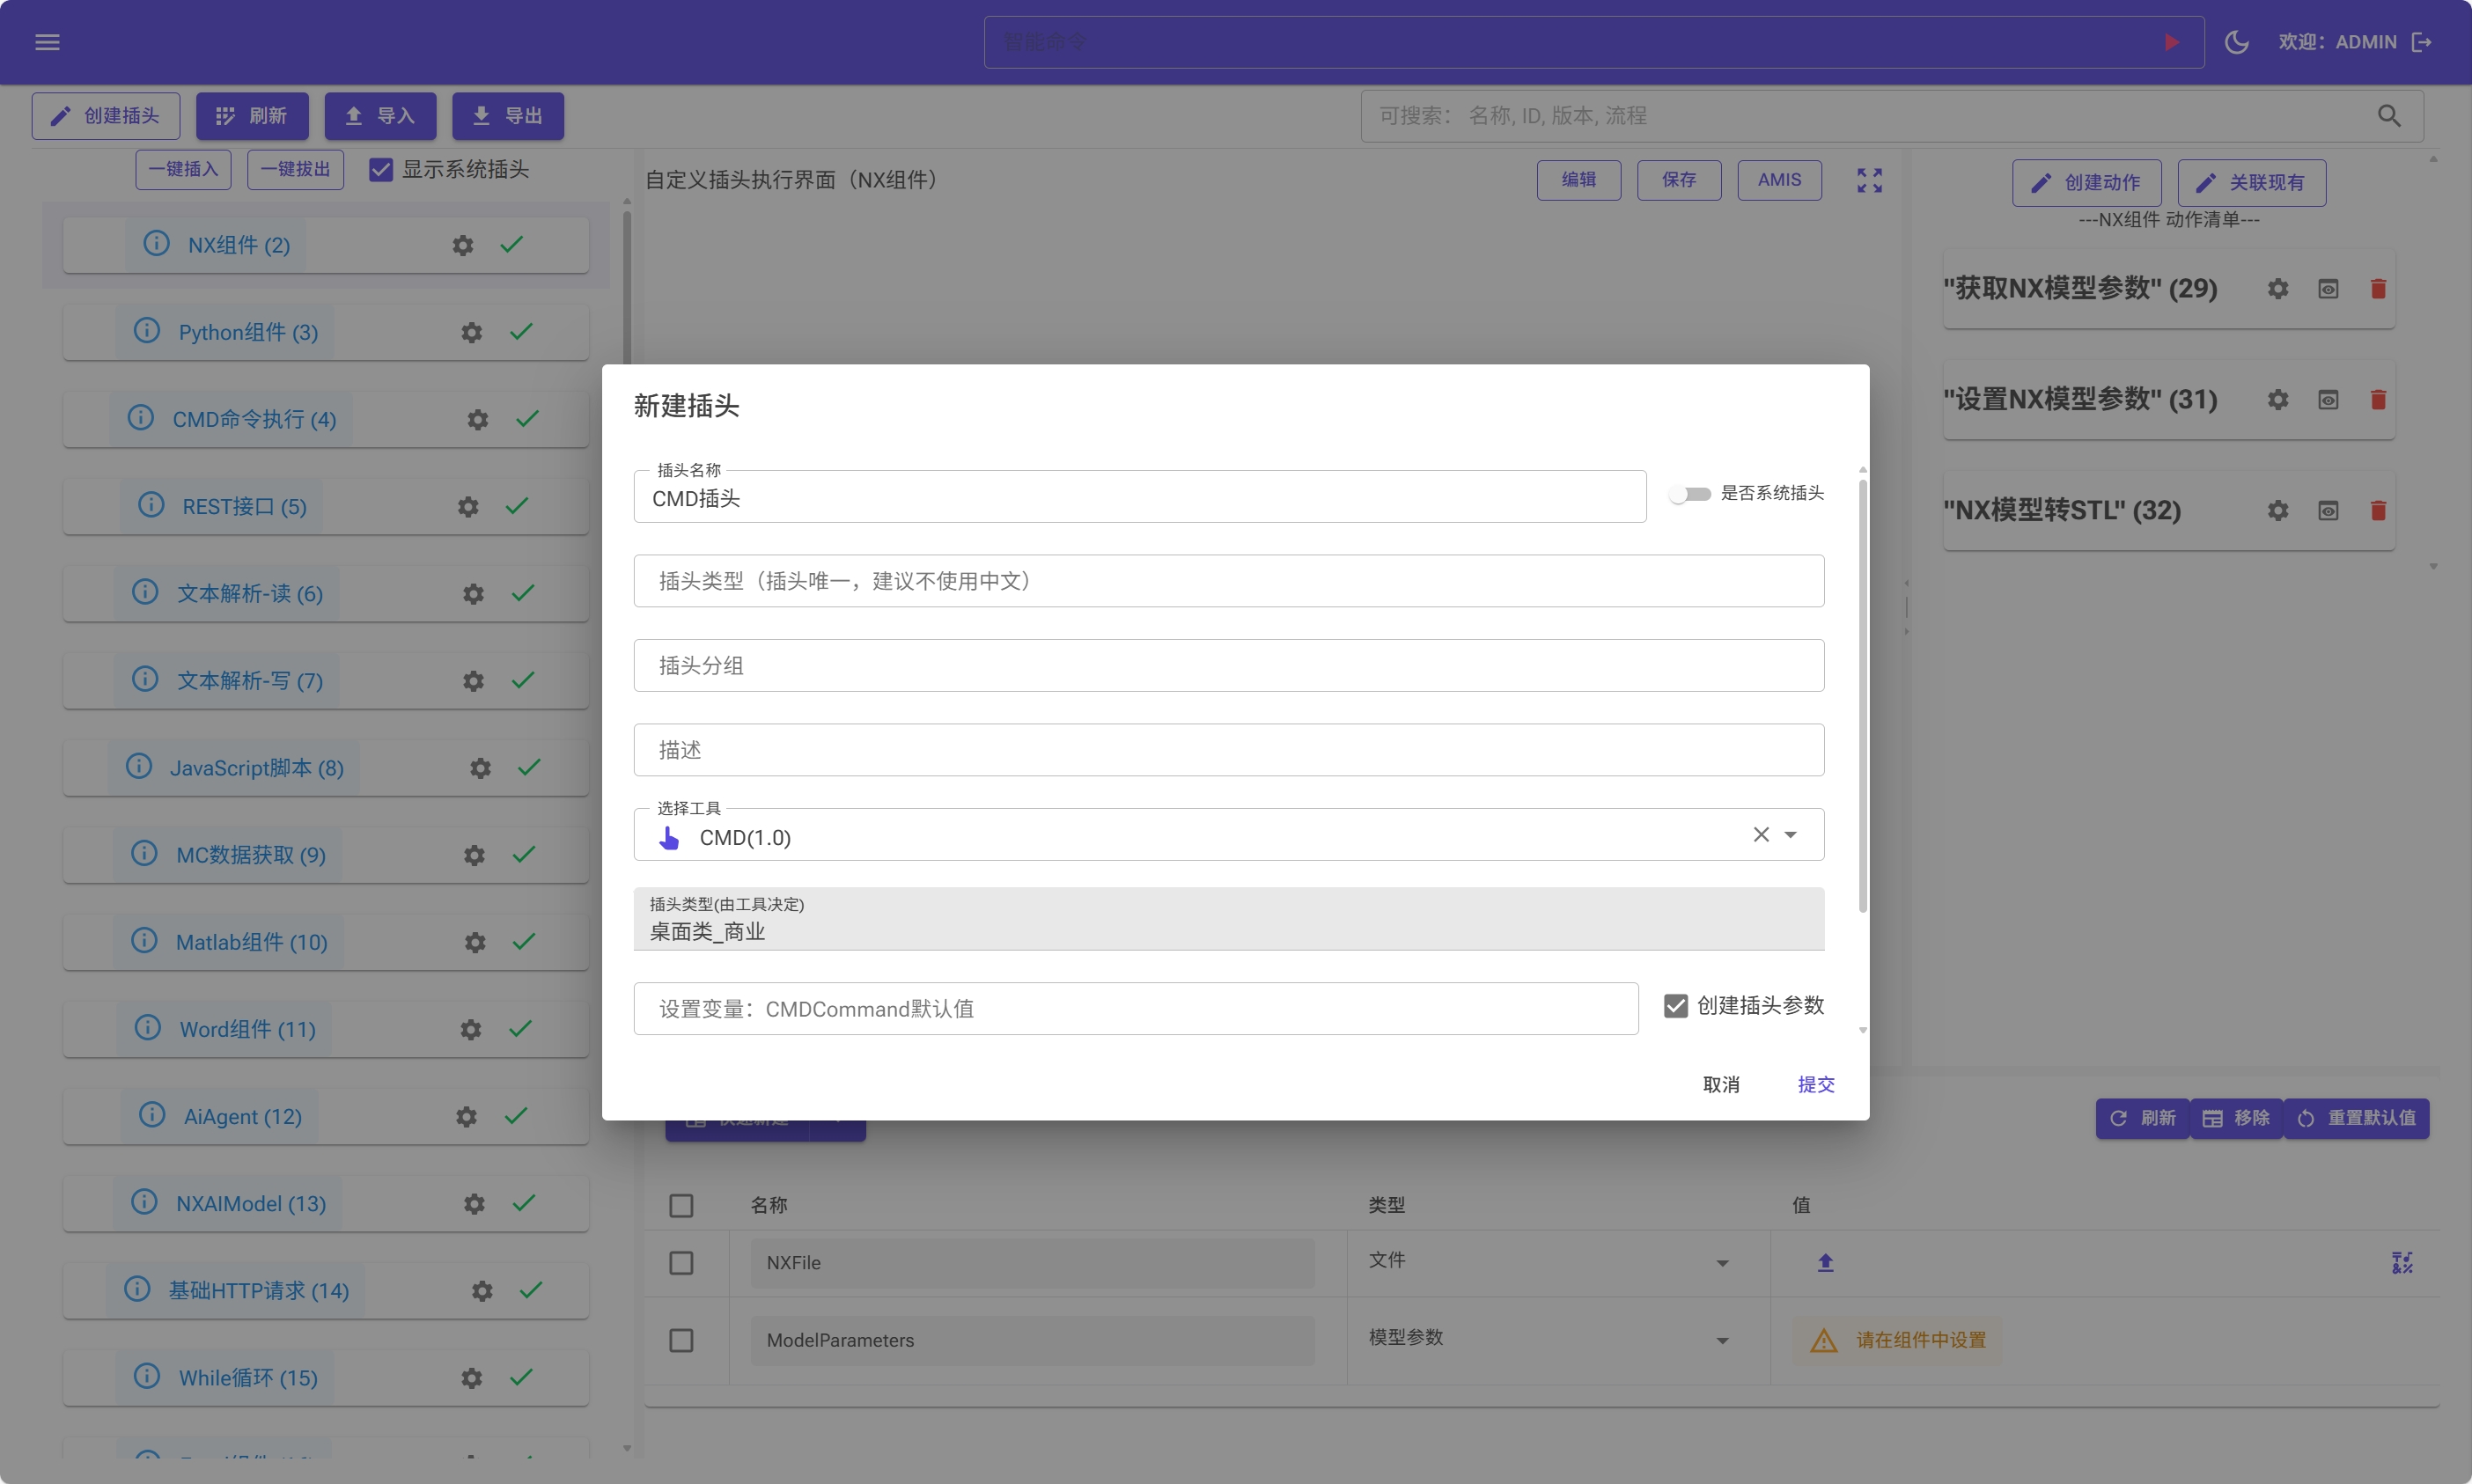 智能命令
欢迎：ADMIN
创建插头 刷新 导入 导出
可搜索： 名称, ID, 版本, 流程
一键插入 一键拔出 显示系统插头
自定义插头执行界面（NX组件）
编辑 保存 AMIS
创建动作 关联现有
---NX组件 动作清单---
"获取NX模型参数" (29)
"设置NX模型参数" (31)
"NX模型转STL" (32)
NX组件 (2)
Python组件 (3)
CMD命令执行 (4)
REST接口 (5)
文本解析-读 (6)
文本解析-写 (7)
JavaScript脚本 (8)
MC数据获取 (9)
Matlab组件 (10)
Word组件 (11)
AiAgent (12)
NXAIModel (13)
基础HTTP请求 (14)
While循环 (15)
新建插头
插头名称
CMD插头
是否系统插头
插头类型（插头唯一，建议不使用中文）
插头分组
描述
选择工具
CMD(1.0)
插头类型(由工具决定)
桌面类_商业
设置变量：CMDCommand默认值
创建插头参数
取消 提交
刷新 移除 重置默认值
名称 类型 值
NXFile 文件
ModelParameters 模型参数 请在组件中设置